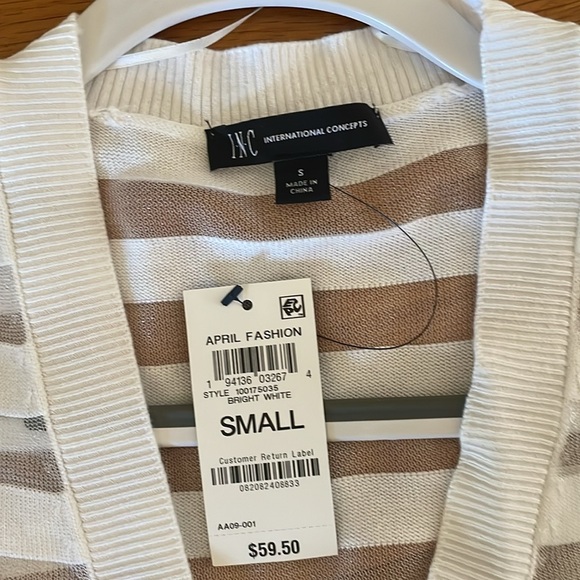 I.N.C INTERNATIONAL CONCEPTS
S
MADE IN
CHINA
APRIL FASHION
1 94136 03267 4
STYLE 100175035
BRIGHT WHITE
SMALL
Customer Return Label
082082408833
AA09-001
$59.50